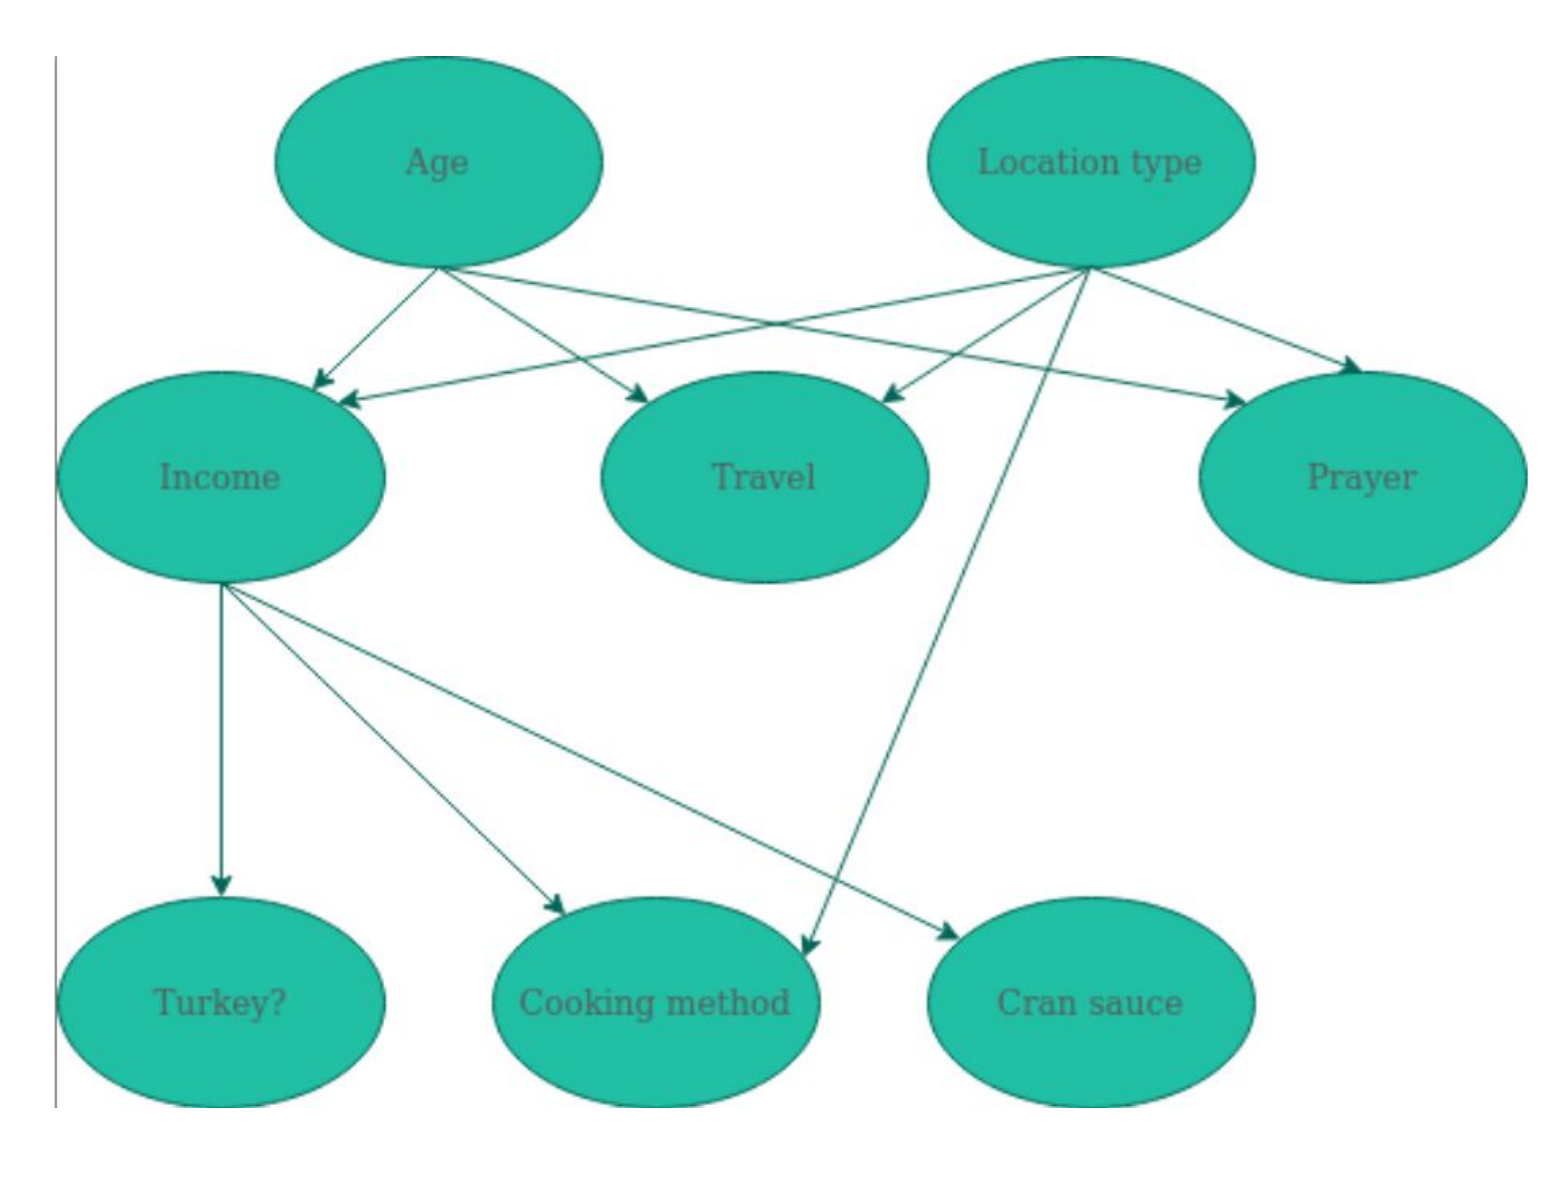 Age
Location type
Income
Travel
Prayer
Turkey?
Cooking method
Cran sauce